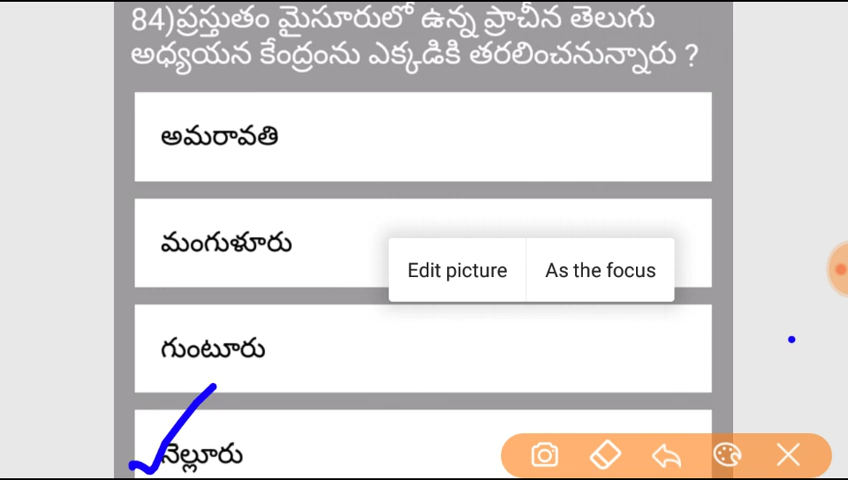 84)ప్రస్తుతం మైసూరులో ఉన్న ప్రాచీన తెలుగు
అధ్యయన కేంద్రంను ఎక్కడికి తరలించనున్నారు ?
అమరావతి
మంగుళూరు
Edit picture As the focus
గుంటూరు
నెల్లూరు